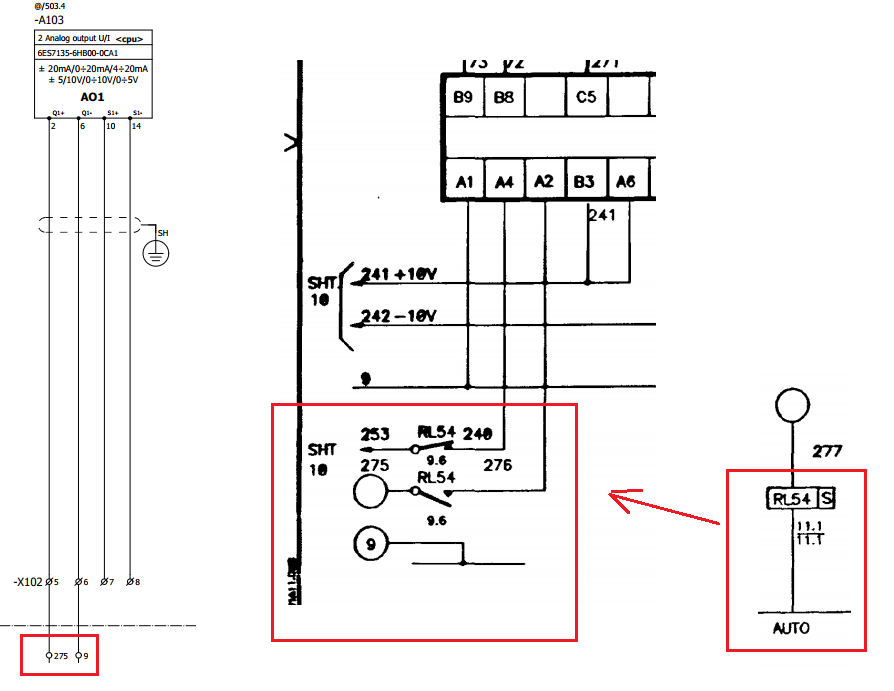 @/503.4
-A103
2 Analog output U/I <cpu>
6ES7135-6HB00-0CA1
± 20mA/0÷20mA/4÷20mA
± 5/10V/0÷10V/0÷5V
AO1
Q1+ Q1- S1+ S1-
2 6 10 14
SH
-X102 5 6 7 8
275 9
B9 B8 C5
A1 A4 A2 B3 A6
241
SHT 10
241 +10V
242 -10V
9
SHT 10
253 RL54 240
9.6
275 276
RL54
9.6
9
277
RL54 S
11.1
11.1
AUTO